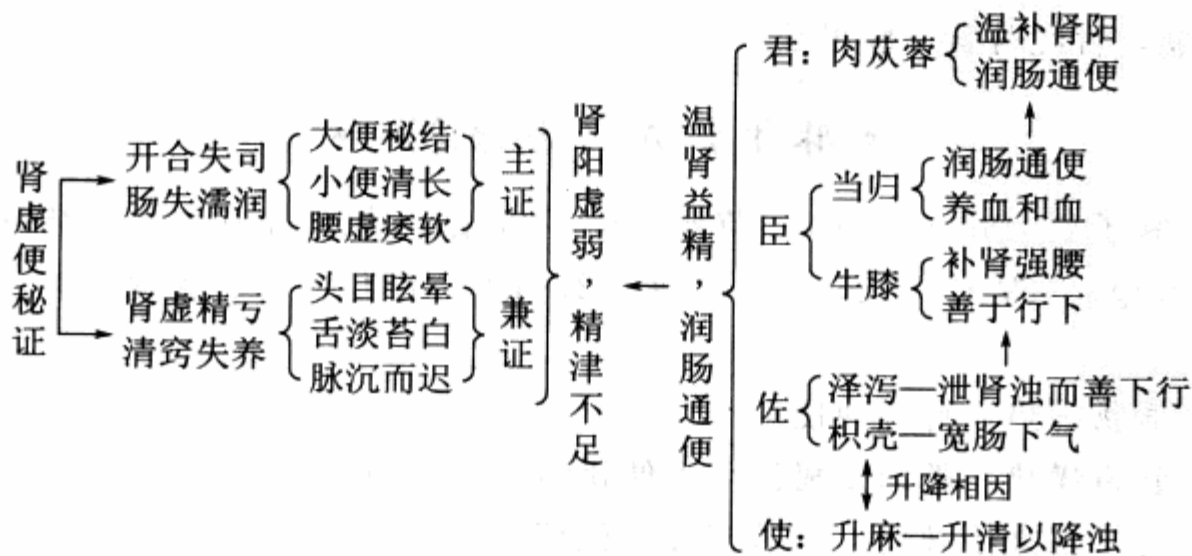 肾虚便秘证
开合失司
肠失濡润
大便秘结
小便清长
腰虚痿软
主证
肾虚精亏
清窍失养
头目眩晕
舌淡苔白
脉沉而迟
兼证
肾阳虚弱，精津不足
温肾益精，润肠通便
君：肉苁蓉
温补肾阳
润肠通便
臣
当归
润肠通便
养血和血
牛膝
补肾强腰
善于行下
佐
泽泻—泄肾浊而善下行
枳壳—宽肠下气
升降相因
使：升麻—升清以降浊